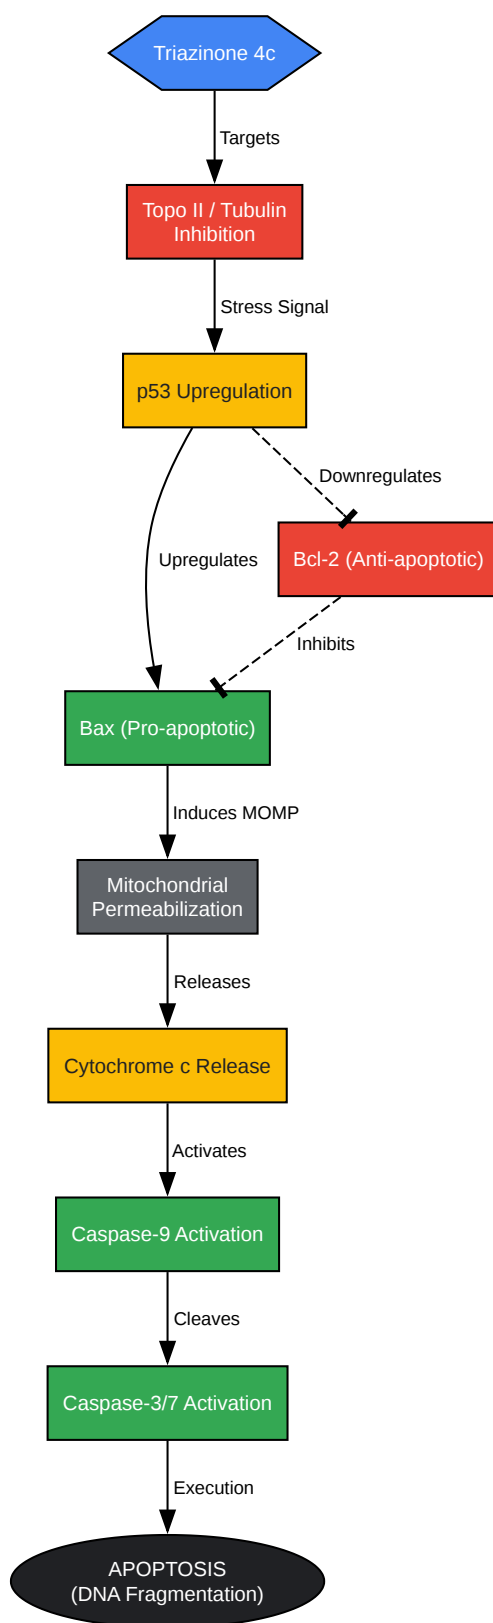 Triazinone 4c
Targets
Topo II / Tubulin
Inhibition
Stress Signal
p53 Upregulation
Downregulates
Bcl-2 (Anti-apoptotic)
Upregulates
Inhibits
Bax (Pro-apoptotic)
Induces MOMP
Mitochondrial
Permeabilization
Releases
Cytochrome c Release
Activates
Caspase-9 Activation
Cleaves
Caspase-3/7 Activation
Execution
APOPTOSIS
(DNA Fragmentation)